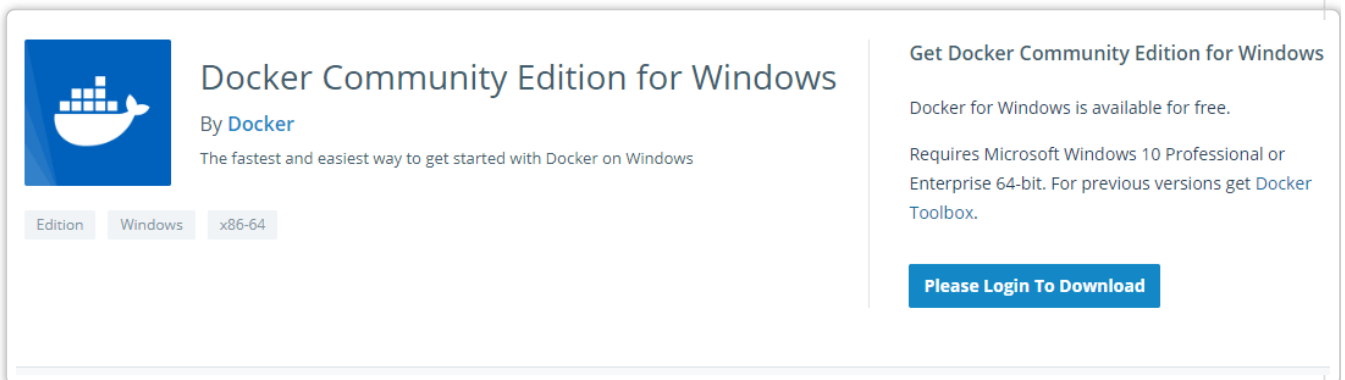 Docker Community Edition for Windows
By Docker
The fastest and easiest way to get started with Docker on Windows
Edition
Windows
x86-64
Get Docker Community Edition for Windows
Docker for Windows is available for free.
Requires Microsoft Windows 10 Professional or
Enterprise 64-bit. For previous versions get Docker
Toolbox.
Please Login To Download